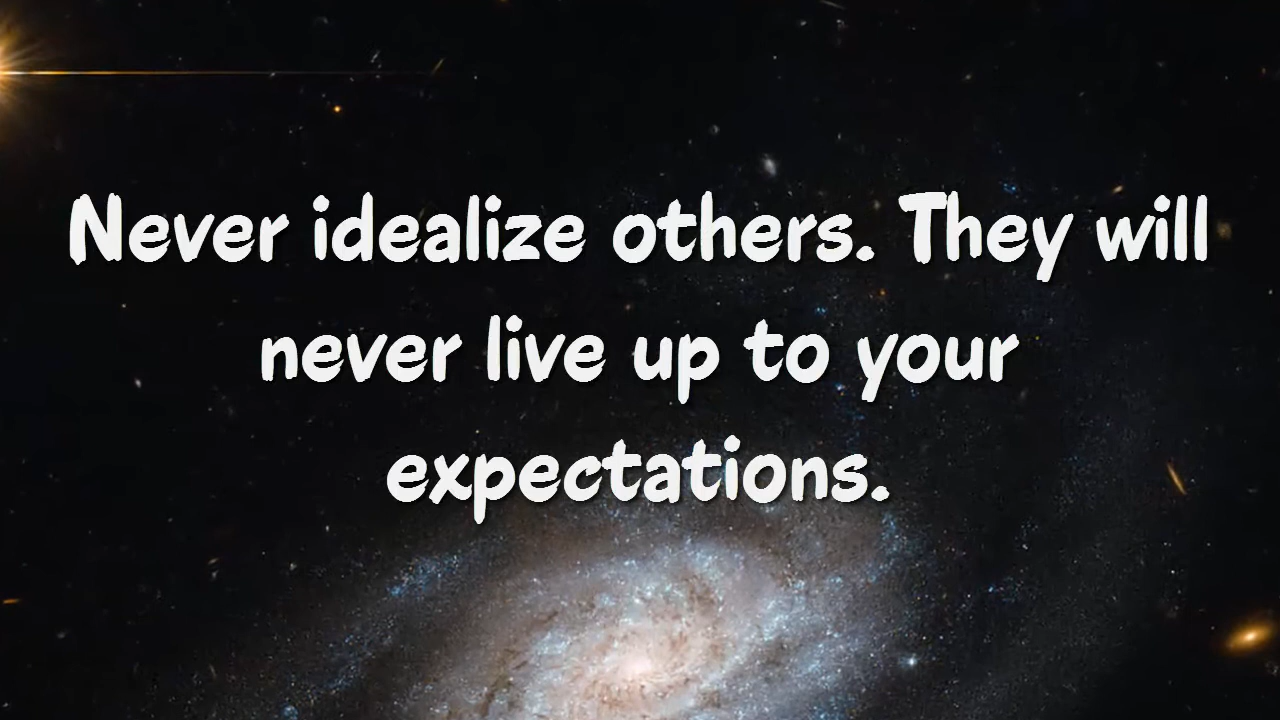 Never idealize others. They will
never live up to your
expectations.